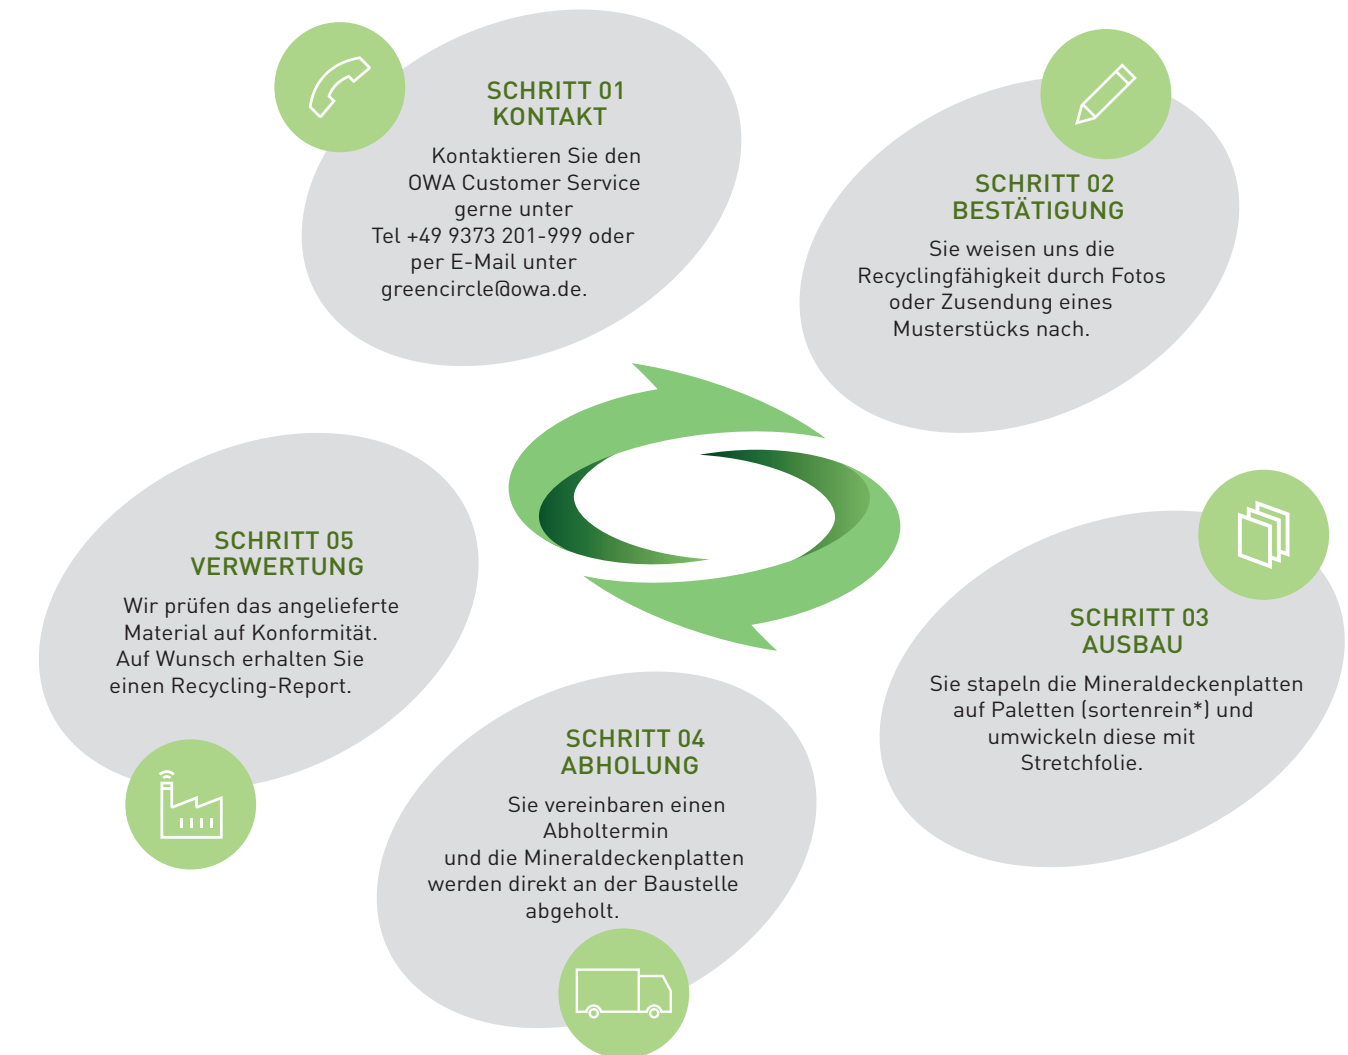 SCHRITT 01
KONTAKT
Kontaktieren Sie den
OWA Customer Service
gerne unter
Tel +49 9373 201-999 oder
per E-Mail unter
greencircle@owa.de.
SCHRITT 02
BESTÄTIGUNG
Sie weisen uns die
Recyclingfähigkeit durch Fotos
oder Zusendung eines
Musterstücks nach.
SCHRITT 03
AUSBAU
Sie stapeln die Mineraldeckenplatten
auf Paletten (sortenrein*) und
umwickeln diese mit
Stretchfolie.
SCHRITT 04
ABHOLUNG
Sie vereinbaren einen
Abholtermin
und die Mineraldeckenplatten
werden direkt an der Baustelle
abgeholt.
SCHRITT 05
VERWERTUNG
Wir prüfen das angelieferte
Material auf Konformität.
Auf Wunsch erhalten Sie
einen Recycling-Report.